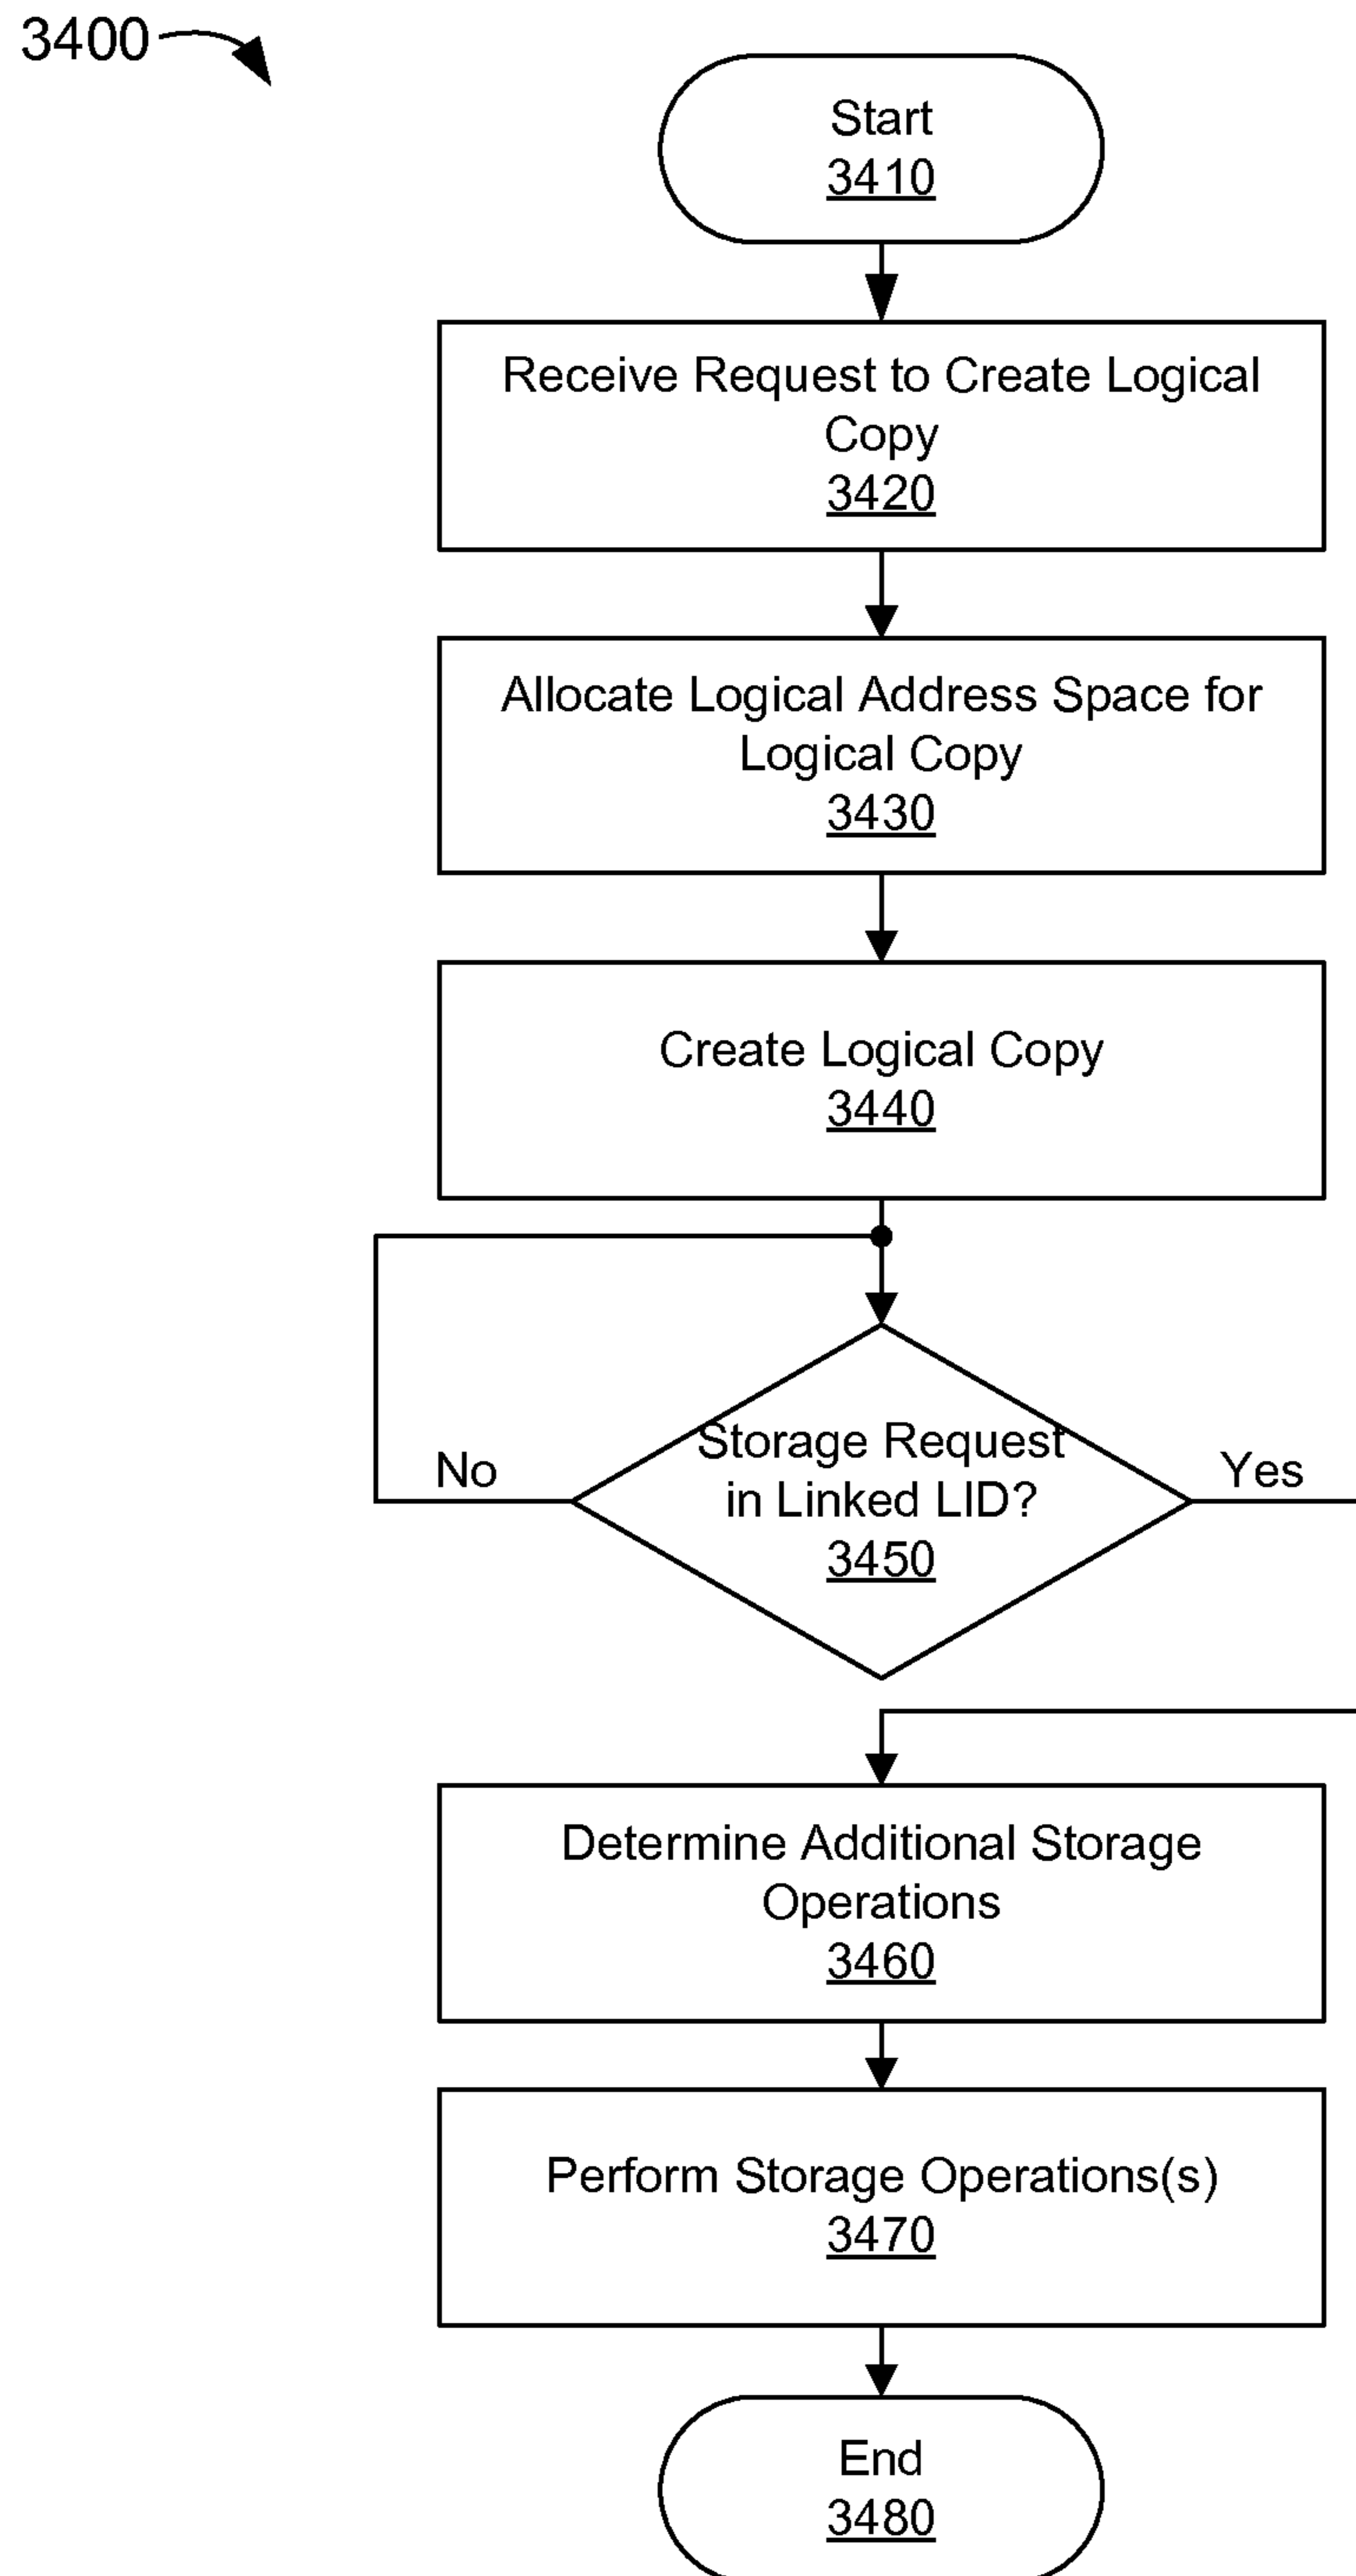 3400
Start
3410
Receive Request to Create Logical
Copy
3420
Allocate Logical Address Space for
Logical Copy
3430
Create Logical Copy
3440
Storage Request
in Linked LID?
3450
No
Yes
Determine Additional Storage
Operations
3460
Perform Storage Operations(s)
3470
End
3480